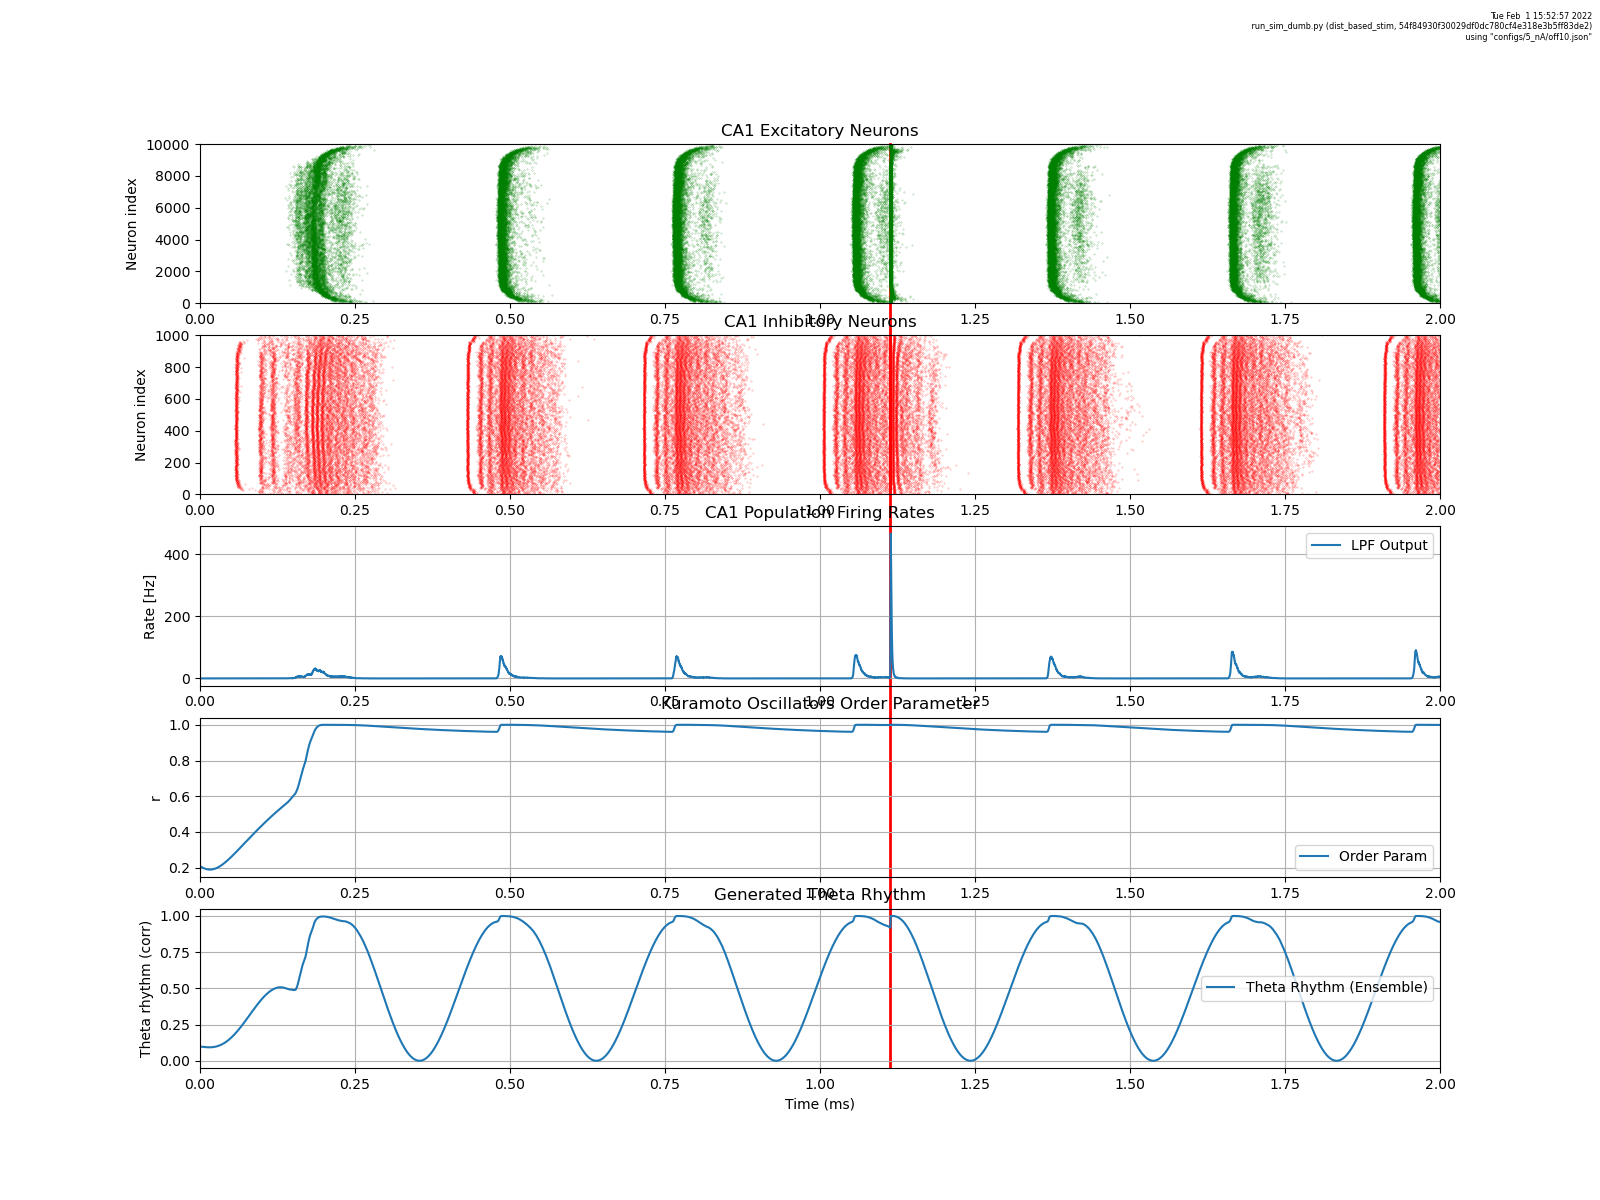 Tue Feb  1 15:52:57 2022
run_sim_dumb.py (dist_based_stim, 54f84930f30029df0dc780cf4e318e3b5ff83de2)
using "configs/5_nA/off10.json"
CA1 Excitatory Neurons
Neuron index
10000
8000
6000
4000
2000
0
0.00 0.25 0.50 0.75 1.00 1.25 1.50 1.75 2.00
CA1 Inhibitory Neurons
Neuron index
1000
800
600
400
200
0
0.00 0.25 0.50 0.75 1.00 1.25 1.50 1.75 2.00
CA1 Population Firing Rates
Rate [Hz]
400
200
0
LPF Output
0.00 0.25 0.50 0.75 1.00 1.25 1.50 1.75 2.00
Kuramoto Oscillators Order Parameter
r
1.0
0.8
0.6
0.4
0.2
Order Param
0.00 0.25 0.50 0.75 1.00 1.25 1.50 1.75 2.00
Generated Theta Rhythm
Theta rhythm (corr)
1.00
0.75
0.50
0.25
0.00
Theta Rhythm (Ensemble)
0.00 0.25 0.50 0.75 1.00 1.25 1.50 1.75 2.00
Time (ms)